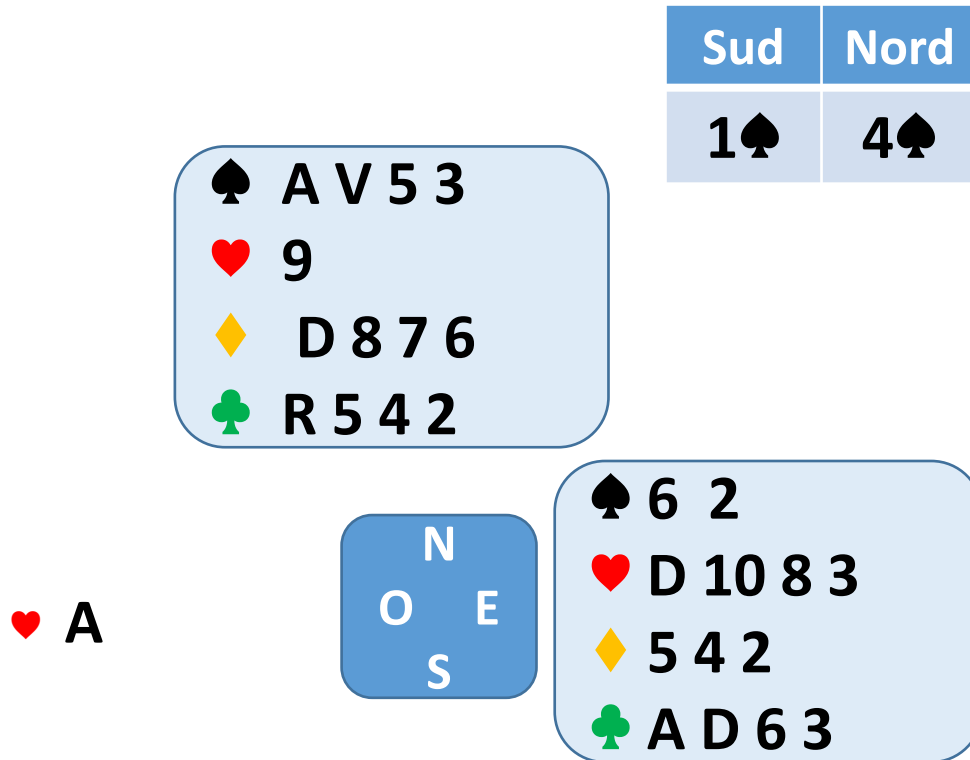 Sud Nord
1♠ 4♠
♠ A V 5 3
♥ 9
♦ D 8 7 6
♣ R 5 4 2
♠ 6 2
♥ D 10 8 3
♦ 5 4 2
♣ A D 6 3
N
O E
S
♥ A